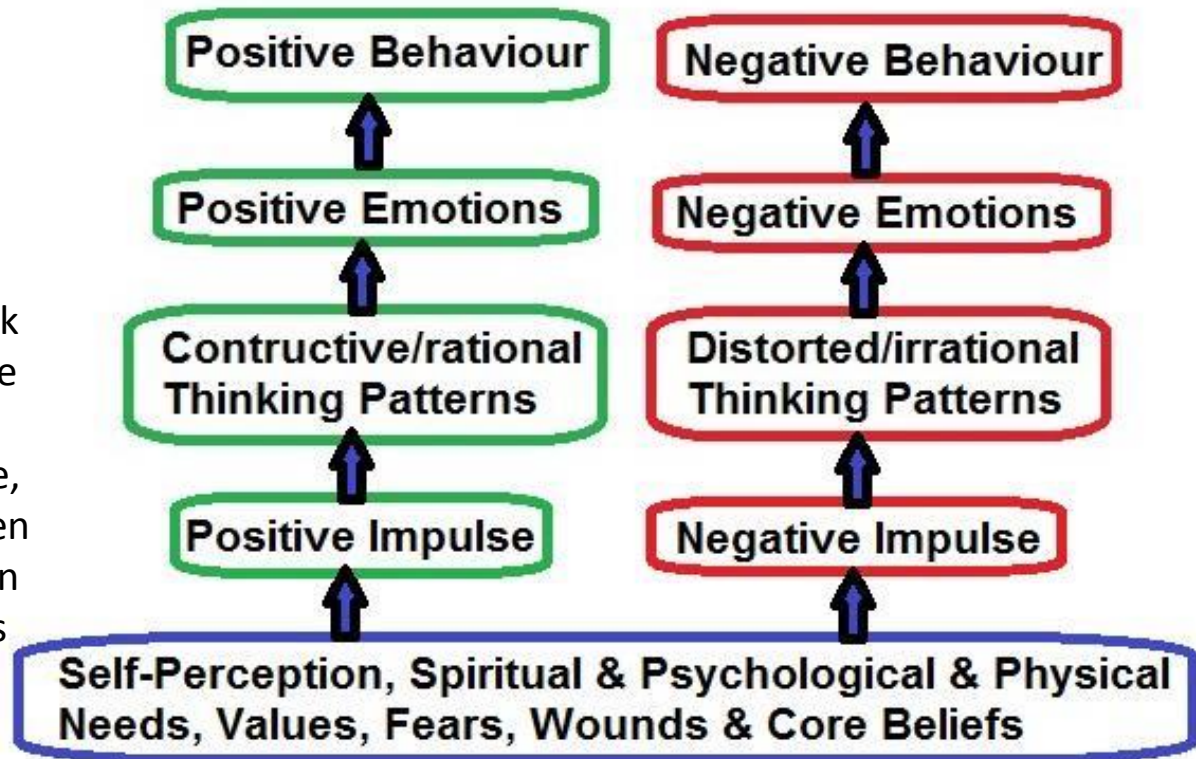 Positive Behaviour
Negative Behaviour
Positive Emotions
Negative Emotions
Contructive/rational
Thinking Patterns
Distorted/irrational
Thinking Patterns
Positive Impulse
Negative Impulse
Self-Perception, Spiritual & Psychological & Physical
Needs, Values, Fears, Wounds & Core Beliefs